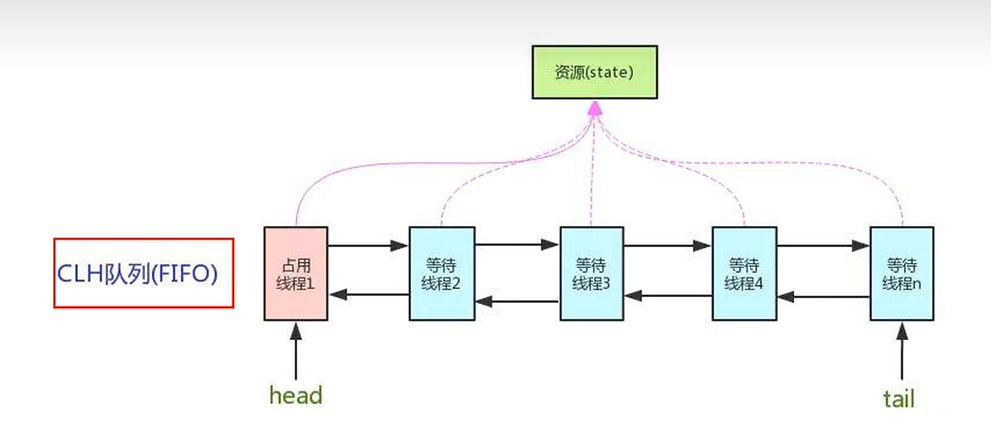 资源(state)
CLH队列(FIFO)
占用
线程1
等待
线程2
等待
线程3
等待
线程4
等待
线程n
head
tail